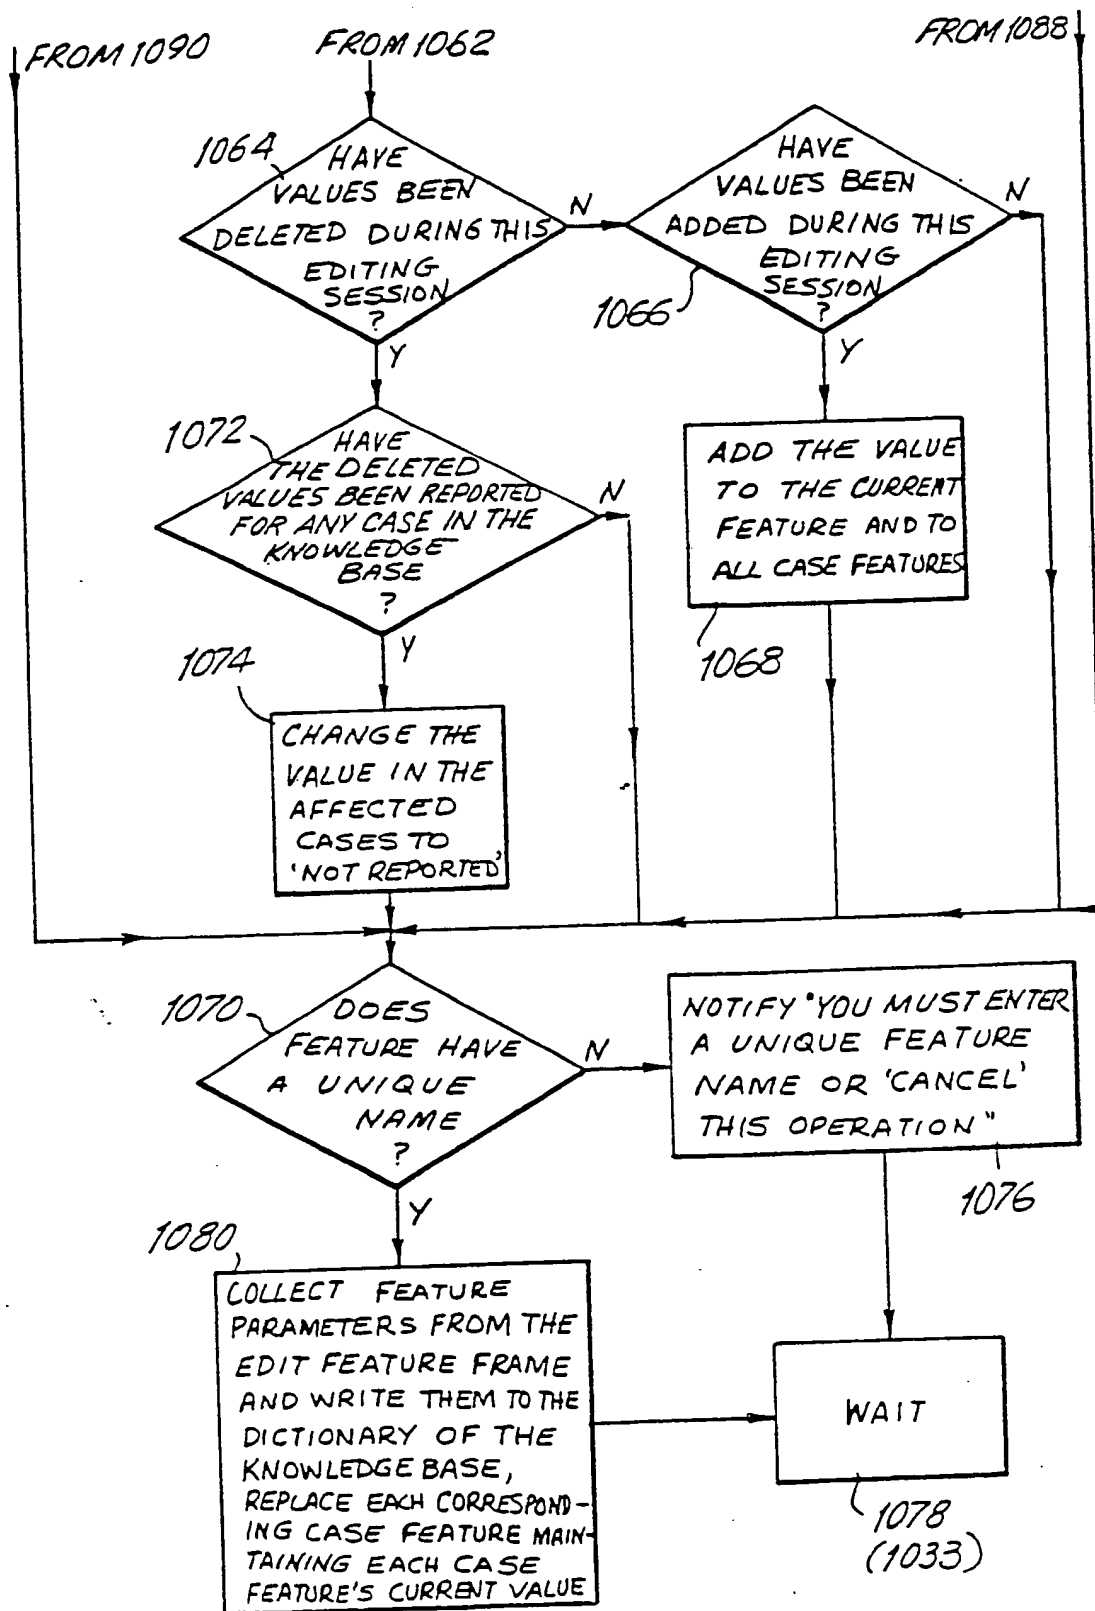 FROM 1090
FROM 1062
FROM 1088
1064
HAVE
VALUES BEEN
DELETED DURING THIS
EDITING
SESSION
?
N
Y
HAVE
VALUES BEEN
ADDED DURING THIS
EDITING
SESSION
?
N
1066
Y
1072
HAVE
THE DELETED
VALUES BEEN REPORTED
FOR ANY CASE IN THE
KNOWLEDGE
BASE
?
N
Y
ADD THE VALUE
TO THE CURRENT
FEATURE AND TO
ALL CASE FEATURES
1068
1074
CHANGE THE
VALUE IN THE
AFFECTED
CASES TO
'NOT REPORTED'
1070
DOES
FEATURE HAVE
A UNIQUE
NAME
?
N
Y
NOTIFY "YOU MUST ENTER
A UNIQUE FEATURE
NAME OR 'CANCEL'
THIS OPERATION"
1076
1080
COLLECT FEATURE
PARAMETERS FROM THE
EDIT FEATURE FRAME
AND WRITE THEM TO THE
DICTIONARY OF THE
KNOWLEDGE BASE,
REPLACE EACH CORRESPOND-
ING CASE FEATURE MAIN-
TAINING EACH CASE
FEATURE'S CURRENT VALUE
WAIT
1078
(1033)